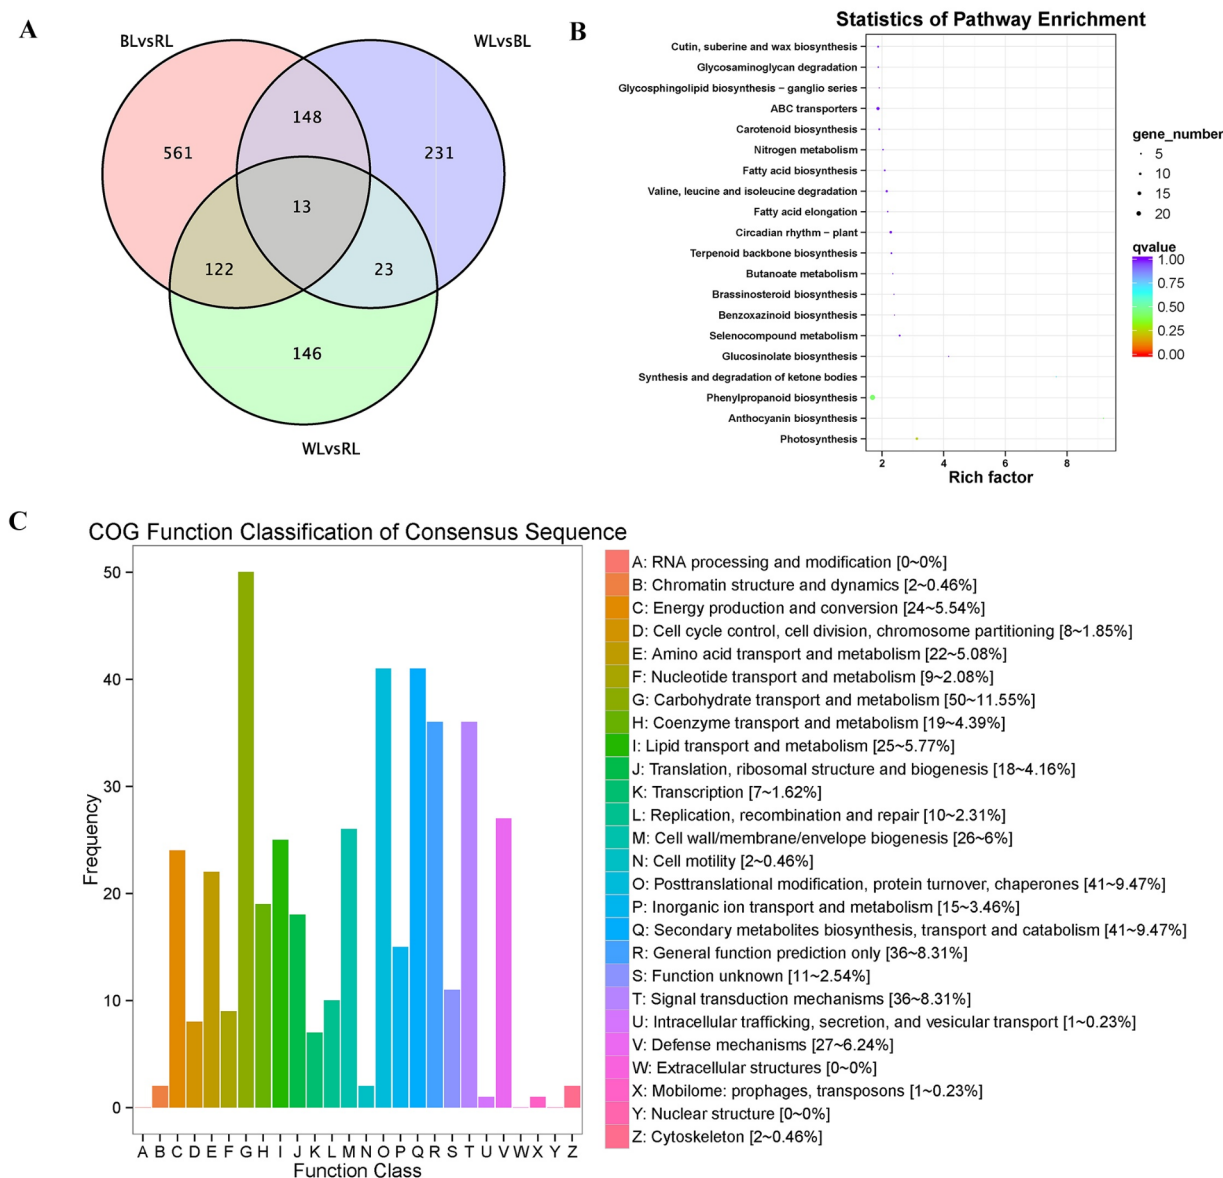 A
BLvsRL
WLvsBL
148
561
231
13
122
23
146
WLvsRL
B
Statistics of Pathway Enrichment
Cutin, suberine and wax biosynthesis
Glycosaminoglycan degradation
Glycosphingolipid biosynthesis − ganglio series
ABC transporters
Carotenoid biosynthesis
Nitrogen metabolism
Fatty acid biosynthesis
Valine, leucine and isoleucine degradation
Fatty acid elongation
Circadian rhythm − plant
Terpenoid backbone biosynthesis
Butanoate metabolism
Brassinosteroid biosynthesis
Benzoxazinoid biosynthesis
Selenocompound metabolism
Glucosinolate biosynthesis
Synthesis and degradation of ketone bodies
Phenylpropanoid biosynthesis
Anthocyanin biosynthesis
Photosynthesis
2 4 6 8
Rich factor
gene_number
5
10
15
20
qvalue
1.00
0.75
0.50
0.25
0.00
C
COG Function Classification of Consensus Sequence
50
40
30
20
10
0
Frequency
A B C D E F G H I J K L M N O P Q R S T U V W X Y Z
Function Class
A: RNA processing and modification [0~0%]
B: Chromatin structure and dynamics [2~0.46%]
C: Energy production and conversion [24~5.54%]
D: Cell cycle control, cell division, chromosome partitioning [8~1.85%]
E: Amino acid transport and metabolism [22~5.08%]
F: Nucleotide transport and metabolism [9~2.08%]
G: Carbohydrate transport and metabolism [50~11.55%]
H: Coenzyme transport and metabolism [19~4.39%]
I: Lipid transport and metabolism [25~5.77%]
J: Translation, ribosomal structure and biogenesis [18~4.16%]
K: Transcription [7~1.62%]
L: Replication, recombination and repair [10~2.31%]
M: Cell wall/membrane/envelope biogenesis [26~6%]
N: Cell motility [2~0.46%]
O: Posttranslational modification, protein turnover, chaperones [41~9.47%]
P: Inorganic ion transport and metabolism [15~3.46%]
Q: Secondary metabolites biosynthesis, transport and catabolism [41~9.47%]
R: General function prediction only [36~8.31%]
S: Function unknown [11~2.54%]
T: Signal transduction mechanisms [36~8.31%]
U: Intracellular trafficking, secretion, and vesicular transport [1~0.23%]
V: Defense mechanisms [27~6.24%]
W: Extracellular structures [0~0%]
X: Mobilome: prophages, transposons [1~0.23%]
Y: Nuclear structure [0~0%]
Z: Cytoskeleton [2~0.46%]